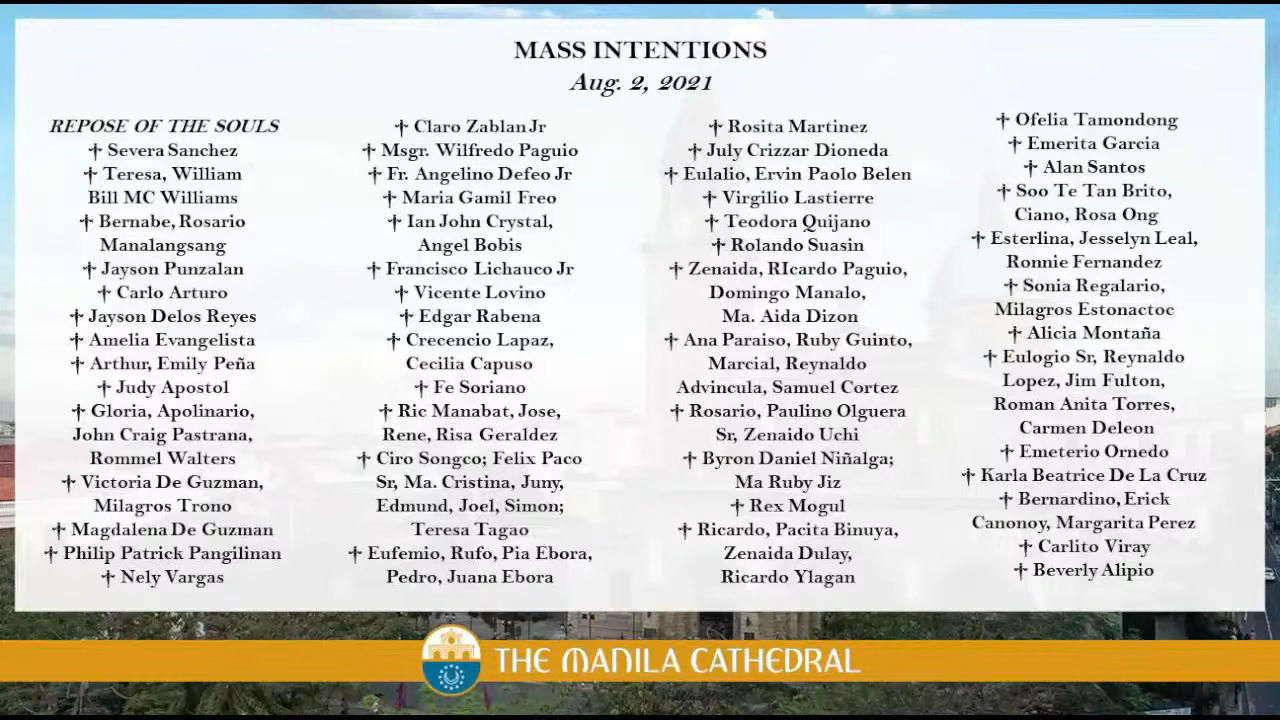 MASS INTENTIONS
Aug. 2, 2021
REPOSE OF THE SOULS
✝ Severa Sanchez
✝ Teresa, William
Bill MC Williams
✝ Bernabe, Rosario
Manalangsang
✝ Jayson Punzalan
✝ Carlo Arturo
✝ Jayson Delos Reyes
✝ Amelia Evangelista
✝ Arthur, Emily Peña
✝ Judy Apostol
✝ Gloria, Apolinario,
John Craig Pastrana,
Rommel Walters
✝ Victoria De Guzman,
Milagros Trono
✝ Magdalena De Guzman
✝ Philip Patrick Pangilinan
✝ Nely Vargas
✝ Claro Zablan Jr
✝ Msgr. Wilfredo Paguio
✝ Fr. Angelino Defeo Jr
✝ Maria Gamil Freo
✝ Ian John Crystal,
Angel Bobis
✝ Francisco Lichauco Jr
✝ Vicente Lovino
✝ Edgar Rabena
✝ Crecencio Lapaz,
Cecilia Capuso
✝ Fe Soriano
✝ Ric Manabat, Jose,
Rene, Risa Geraldez
✝ Ciro Songco; Felix Paco
Sr, Ma. Cristina, Juny,
Edmund, Joel, Simon;
Teresa Tagao
✝ Eufemio, Rufo, Pia Ebora,
Pedro, Juana Ebora
✝ Rosita Martinez
✝ July Crizzar Dioneda
✝ Eulalio, Ervin Paolo Belen
✝ Virgilio Lastierre
✝ Teodora Quijano
✝ Rolando Suasin
✝ Zenaida, RIcardo Paguio,
Domingo Manalo,
Ma. Aida Dizon
✝ Ana Paraiso, Ruby Guinto,
Marcial, Reynaldo
Advincula, Samuel Cortez
✝ Rosario, Paulino Olguera
Sr, Zenaido Uchi
✝ Byron Daniel Niñalga;
Ma Ruby Jiz
✝ Rex Mogul
✝ Ricardo, Pacita Binuya,
Zenaida Dulay,
Ricardo Ylagan
✝ Ofelia Tamondong
✝ Emerita Garcia
✝ Alan Santos
✝ Soo Te Tan Brito,
Ciano, Rosa Ong
✝ Esterlina, Jesselyn Leal,
Ronnie Fernandez
✝ Sonia Regalario,
Milagros Estonactoc
✝ Alicia Montaña
✝ Eulogio Sr, Reynaldo
Lopez, Jim Fulton,
Roman Anita Torres,
Carmen Deleon
✝ Emeterio Ornedo
✝ Karla Beatrice De La Cruz
✝ Bernardino, Erick
Canonoy, Margarita Perez
✝ Carlito Viray
✝ Beverly Alipio
THE MANILA CATHEDRAL